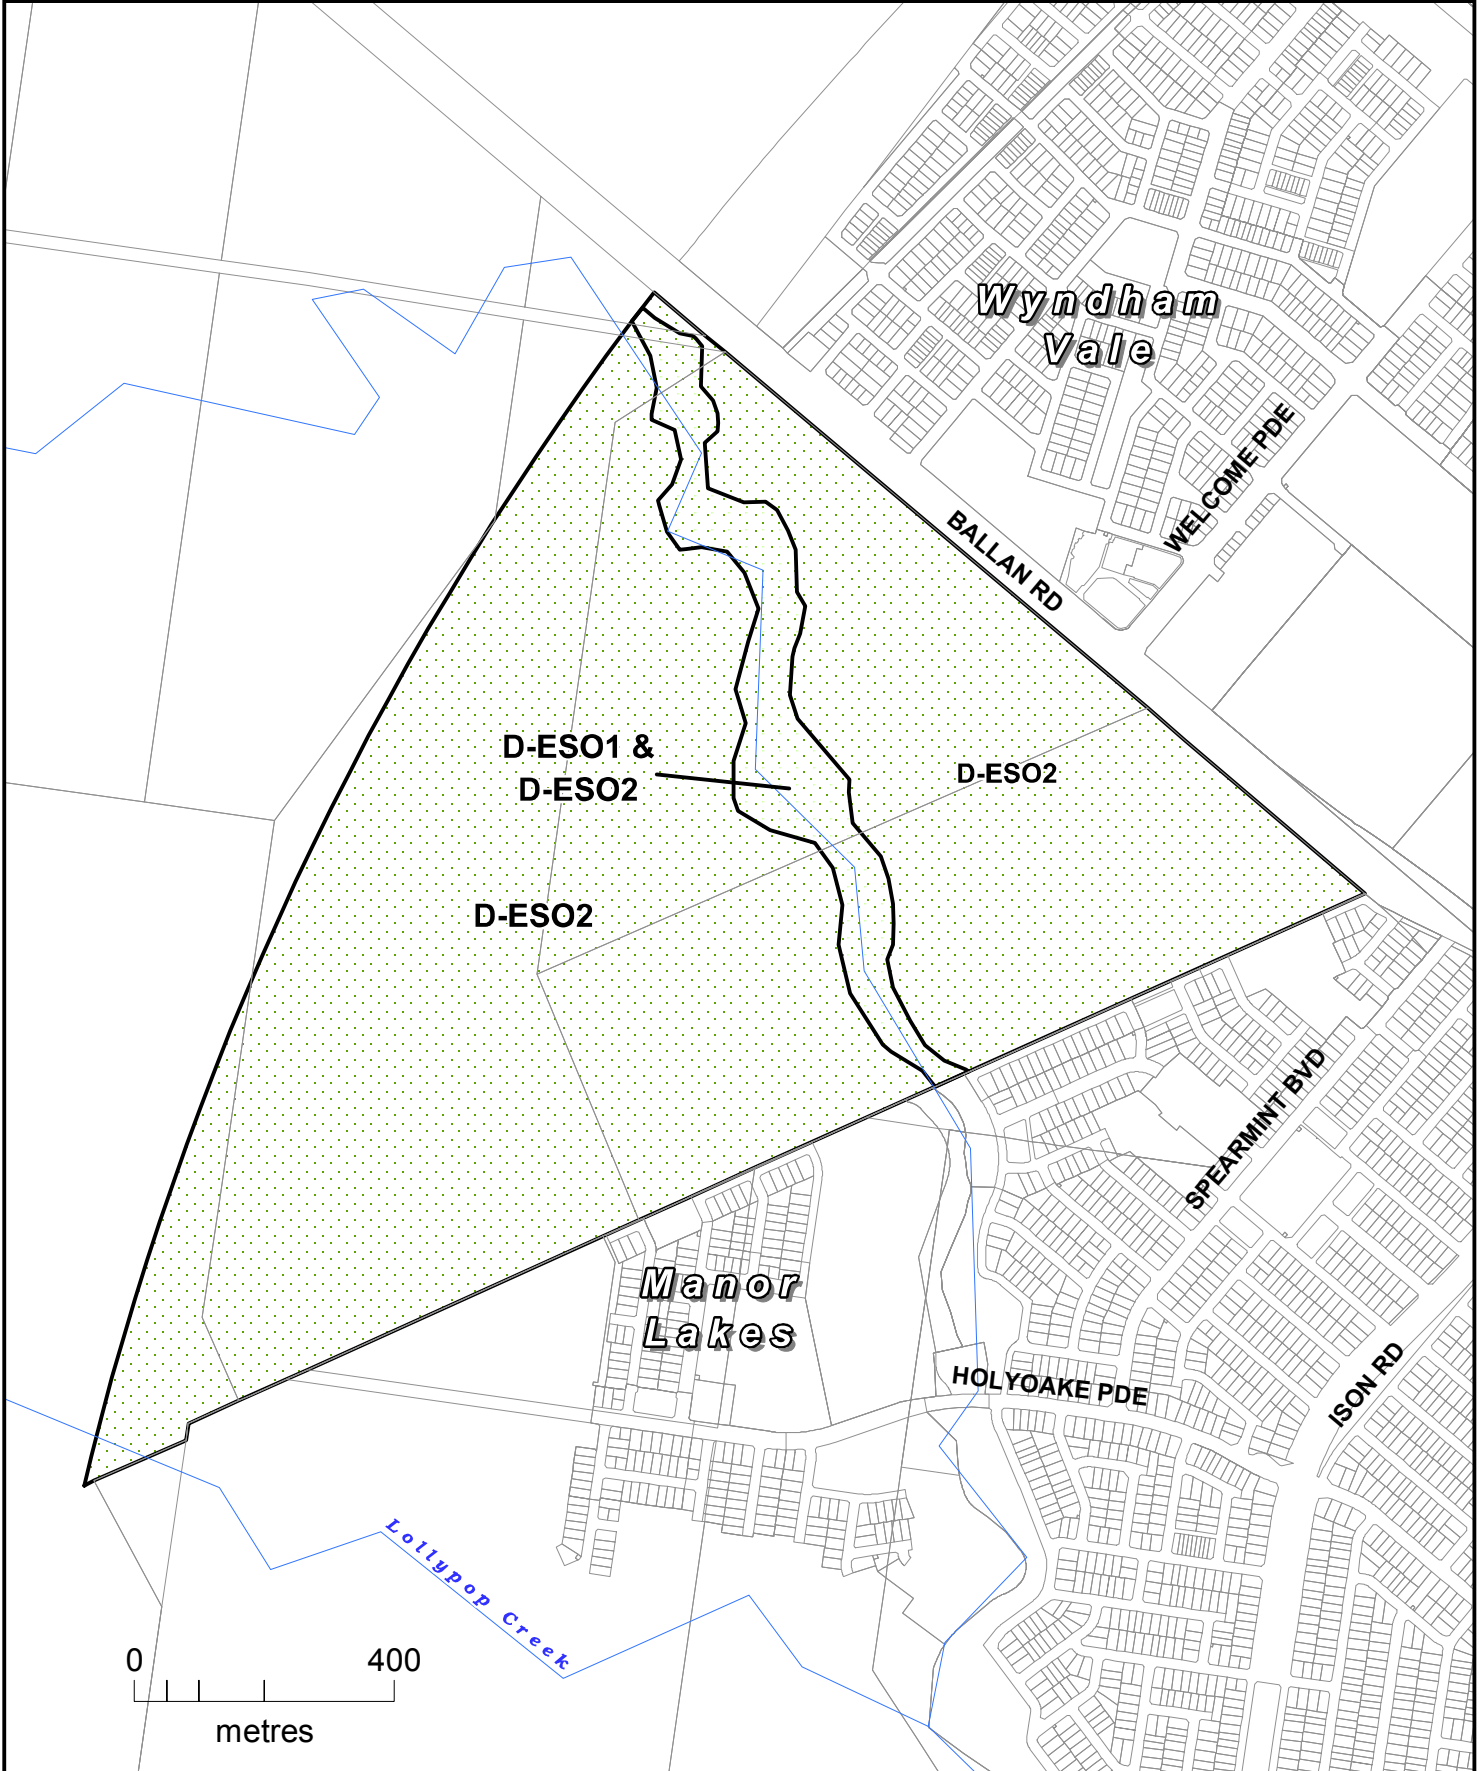 Wyndham
Vale
WELCOME PDE
BALLAN RD
D-ESO1 &
D-ESO2
D-ESO2
D-ESO2
SPEARMINT BVD
Manor
Lakes
HOLYOAKE PDE
ISON RD
Lollypop Creek
0 400
metres